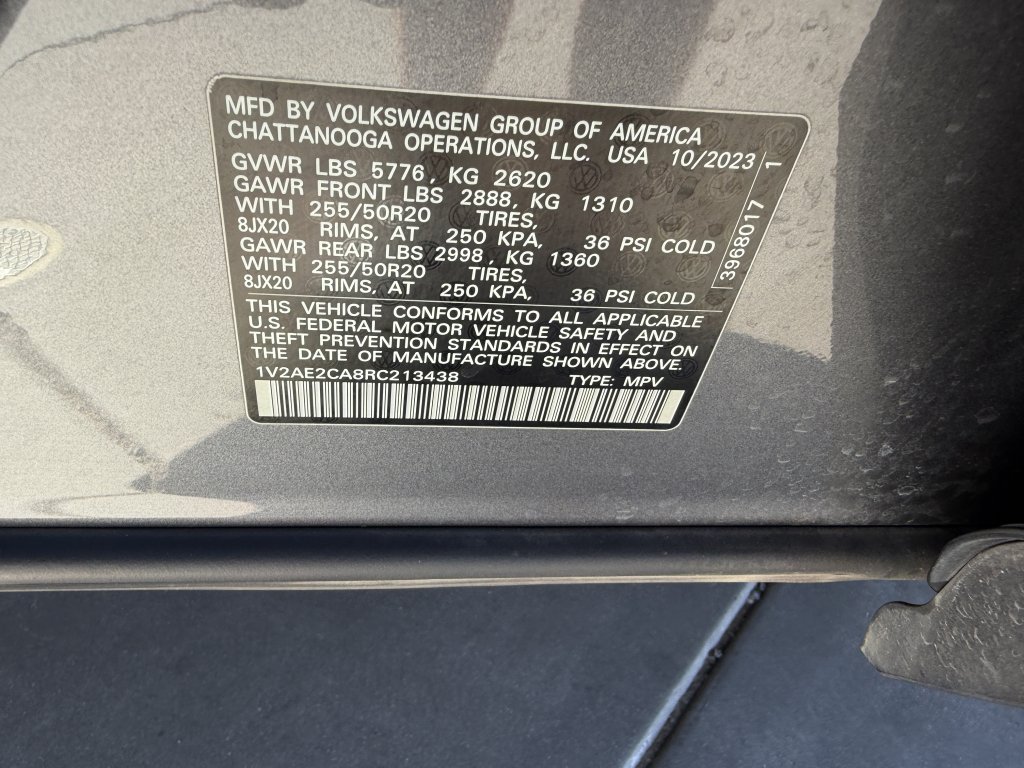 MFD BY VOLKSWAGEN GROUP OF AMERICA
CHATTANOOGA OPERATIONS, LLC. USA 10/2023
GVWR LBS 5776, KG 2620
GAWR FRONT LBS 2888, KG 1310
WITH 255/50R20 TIRES,
8JX20 RIMS, AT 250 KPA, 36 PSI COLD
GAWR REAR LBS 2998, KG 1360
WITH 255/50R20 TIRES,
8JX20 RIMS, AT 250 KPA, 36 PSI COLD
THIS VEHICLE CONFORMS TO ALL APPLICABLE
U.S. FEDERAL MOTOR VEHICLE SAFETY AND
THEFT PREVENTION STANDARDS IN EFFECT ON
THE DATE OF MANUFACTURE SHOWN ABOVE.
1V2AE2CA8RC213438 TYPE: MPV
3968017 1